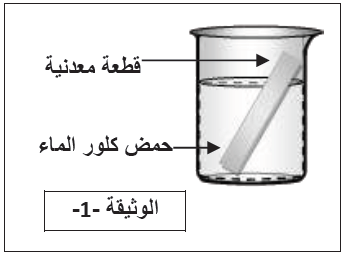 قطعة معدنية
حمض كلور الماء
الوثيقة -1-